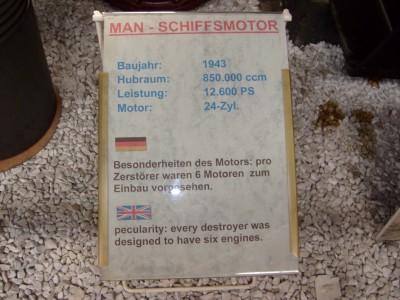 MAN - SCHIFFSMOTOR
Baujahr: 1943
Hubraum: 850.000 ccm
Leistung: 12.600 PS
Motor: 24-Zyl.
Besonderheiten des Motors: pro
Zerstörer waren 6 Motoren zum
Einbau vorgesehen.
pecularity: every destroyer was
designed to have six engines.